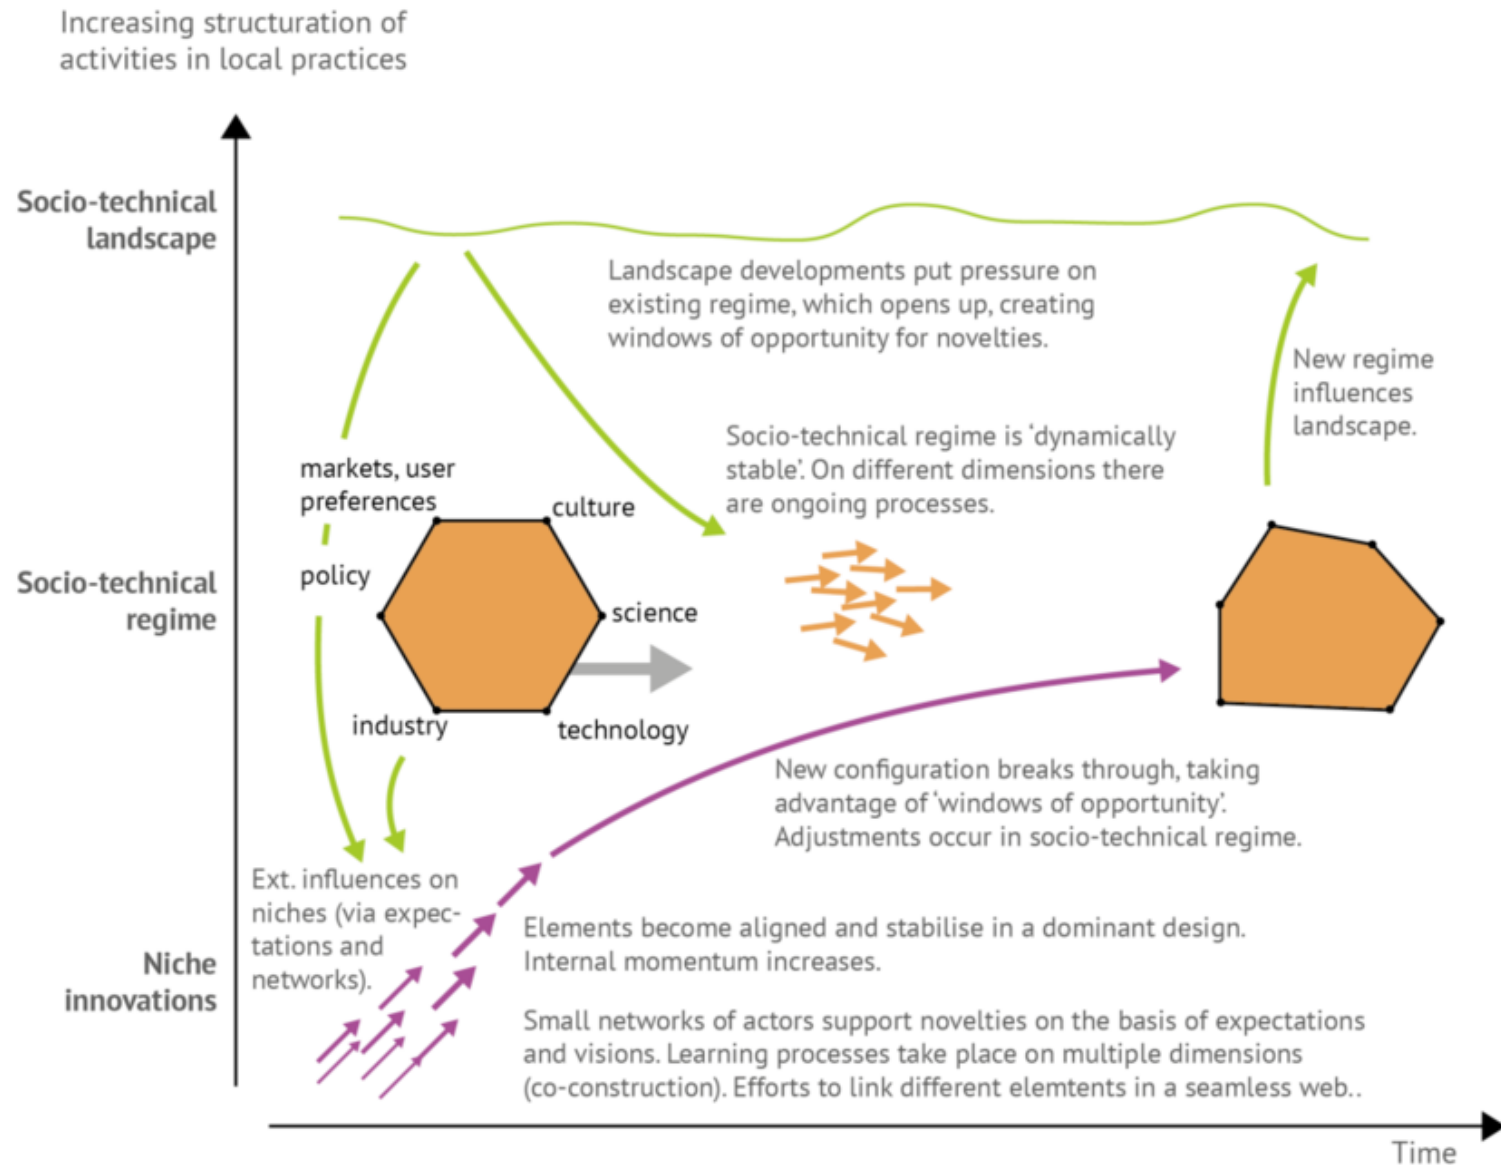 Increasing structuration of
activities in local practices
Socio-technical
landscape
Landscape developments put pressure on
existing regime, which opens up, creating
windows of opportunity for novelties.
New regime
influences
landscape.
Socio-technical regime is ‘dynamically
stable’. On different dimensions there
are ongoing processes.
markets, user
preferences
culture
policy
Socio-technical
regime
science
industry
technology
New configuration breaks through, taking
advantage of ‘windows of opportunity’.
Adjustments occur in socio-technical regime.
Ext. influences on
niches (via expec-
tations and
networks).
Niche
innovations
Elements become aligned and stabilise in a dominant design.
Internal momentum increases.
Small networks of actors support novelties on the basis of expectations
and visions. Learning processes take place on multiple dimensions
(co-construction). Efforts to link different elemtents in a seamless web..
Time